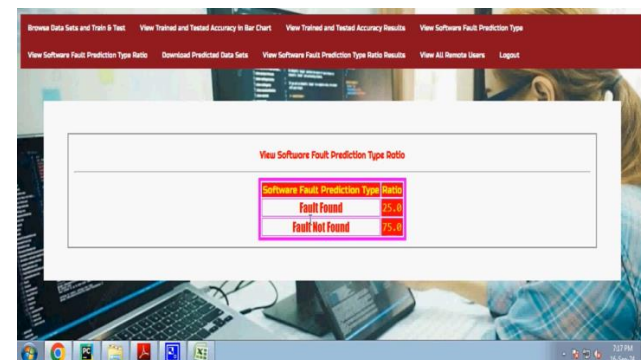 Browse Data Sets and Train & Test View Trained and Tested Accuracy in Bar Chart View Trained and Tested Accuracy Results View Software Fault Prediction Type
View Software Fault Prediction Type Ratio Download Predicted Data Sets View Software Fault Prediction Type Ratio Results View All Remote Users Logout
View Software Fault Prediction Type Ratio
Software Fault Prediction Type Ratio
Fault Found 25.0
Fault Not Found 75.0
7:17 PM